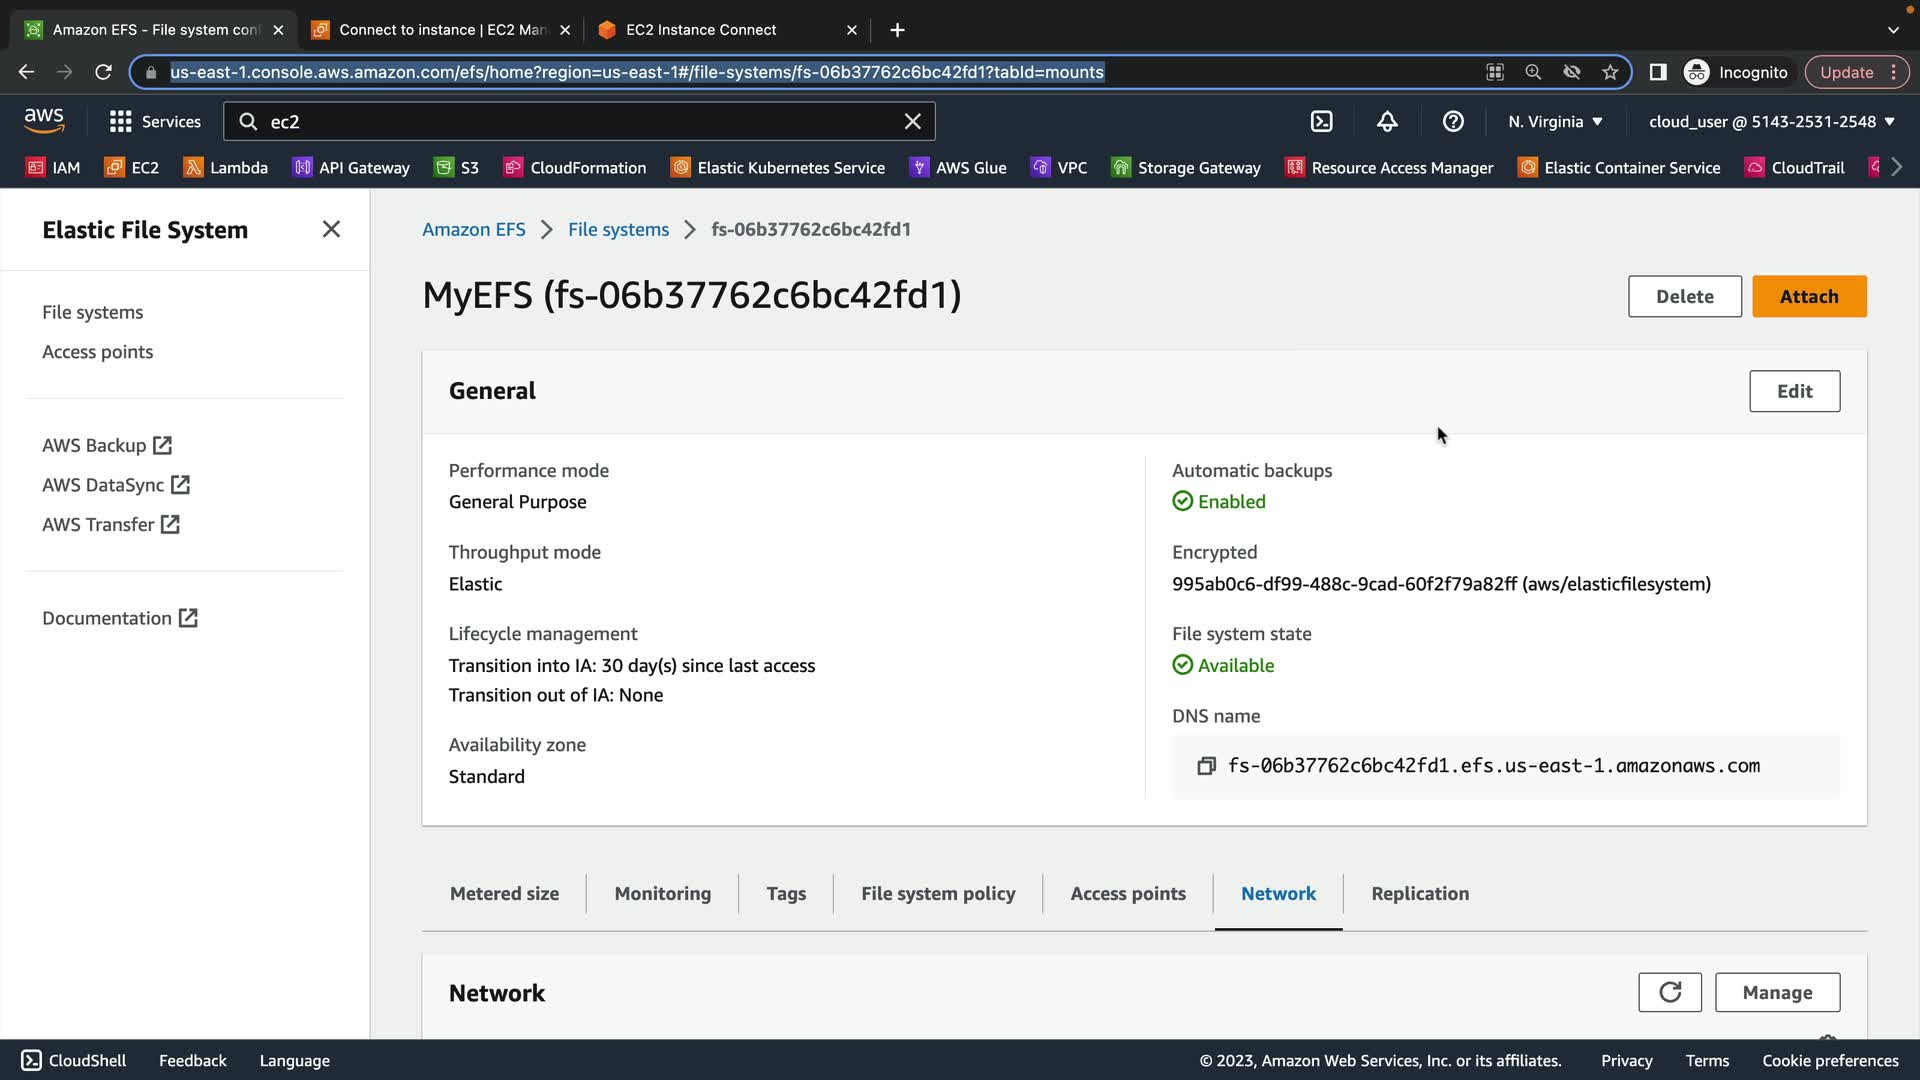 Amazon EFS - File system con
Connect to instance | EC2 Man
EC2 Instance Connect
us-east-1.console.aws.amazon.com/efs/home?region=us-east-1#/file-systems/fs-06b37762c6bc42fd1?tabId=mounts
Incognito
Update
aws
Services
ec2
N. Virginia
cloud_user @ 5143-2531-2548
IAM
EC2
Lambda
API Gateway
S3
CloudFormation
Elastic Kubernetes Service
AWS Glue
VPC
Storage Gateway
Resource Access Manager
Elastic Container Service
CloudTrail
Elastic File System
File systems
Access points
AWS Backup
AWS DataSync
AWS Transfer
Documentation
Amazon EFS
File systems
fs-06b37762c6bc42fd1
MyEFS (fs-06b37762c6bc42fd1)
Delete
Attach
General
Edit
Performance mode
General Purpose
Throughput mode
Elastic
Lifecycle management
Transition into IA: 30 day(s) since last access
Transition out of IA: None
Availability zone
Standard
Automatic backups
Enabled
Encrypted
995ab0c6-df99-488c-9cad-60f2f79a82ff (aws/elasticfilesystem)
File system state
Available
DNS name
fs-06b37762c6bc42fd1.efs.us-east-1.amazonaws.com
Metered size
Monitoring
Tags
File system policy
Access points
Network
Replication
Network
Manage
CloudShell
Feedback
Language
© 2023, Amazon Web Services, Inc. or its affiliates.
Privacy
Terms
Cookie preferences